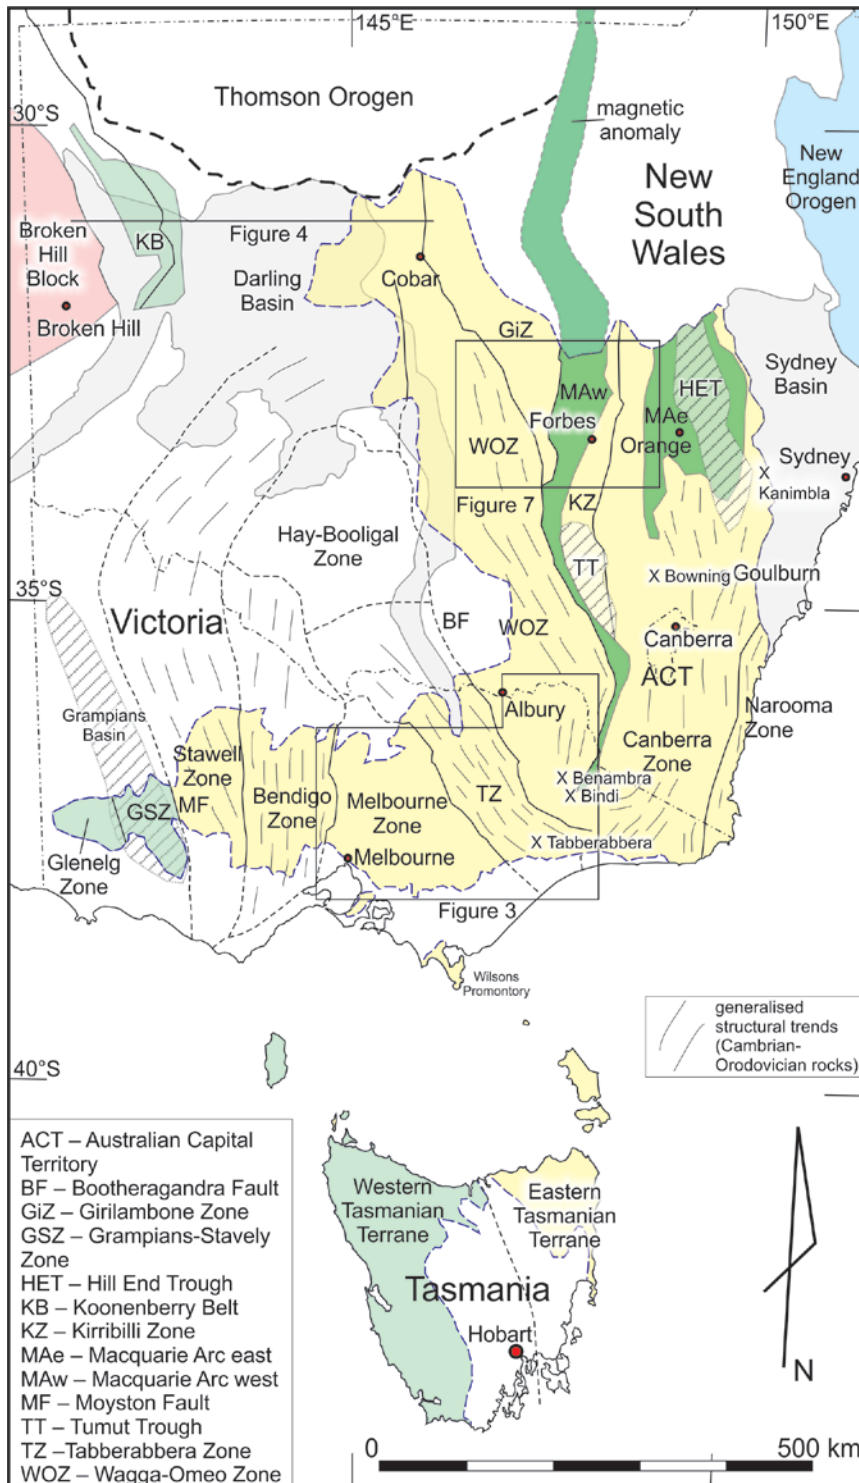 145°E
150°E
Thomson Orogen
30°S
magnetic
anomaly
New
South
Wales
New
England
Orogen
KB
Figure 4
Broken
Hill
Block
Darling
Basin
Cobar
Broken Hill
GiZ
Sydney
Basin
MAw
HET
Forbes
MAe
Orange
WOZ
Sydney
X
Kanimbla
Figure 7
KZ
Hay-Booligal
Zone
TT
X Bowning
Goulburn
35°S
Victoria
BF
WOZ
Canberra
ACT
Albury
Grampians
Basin
Narooma
Zone
Stawell
Zone
MF
Canberra
Zone
Bendigo
Zone
Melbourne
Zone
TZ
X Benambra
X Bindi
GSZ
X Tabberabbera
Glenelg
Zone
Melbourne
Figure 3
Wilsons
Promontory
generalised
structural trends
(Cambrian-
Orodovician rocks)
40°S
ACT – Australian Capital
Territory
BF – Bootheragandra Fault
GiZ – Girilambone Zone
GSZ – Grampians-Stavely
Zone
HET – Hill End Trough
KB – Koonenberry Belt
KZ – Kirribilli Zone
MAe – Macquarie Arc east
MAw – Macquarie Arc west
MF – Moyston Fault
TT – Tumut Trough
TZ –Tabberabbera Zone
WOZ – Wagga-Omeo Zone
Western
Tasmanian
Terrane
Eastern
Tasmanian
Terrane
Tasmania
Hobart
N
0
500 km